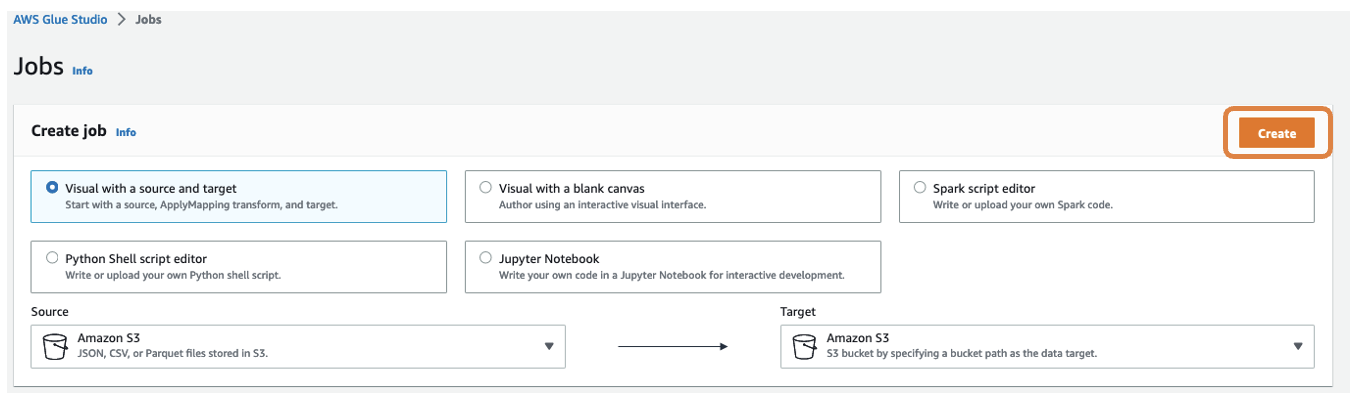 AWS Glue Studio > Jobs
Jobs Info
Create job Info
Create
Visual with a source and target
Start with a source, ApplyMapping transform, and target.
Visual with a blank canvas
Author using an interactive visual interface.
Spark script editor
Write or upload your own Spark code.
Python Shell script editor
Write or upload your own Python shell script.
Jupyter Notebook
Write your own code in a Jupyter Notebook for interactive development.
Source
Amazon S3
JSON, CSV, or Parquet files stored in S3.
Target
Amazon S3
S3 bucket by specifying a bucket path as the data target.